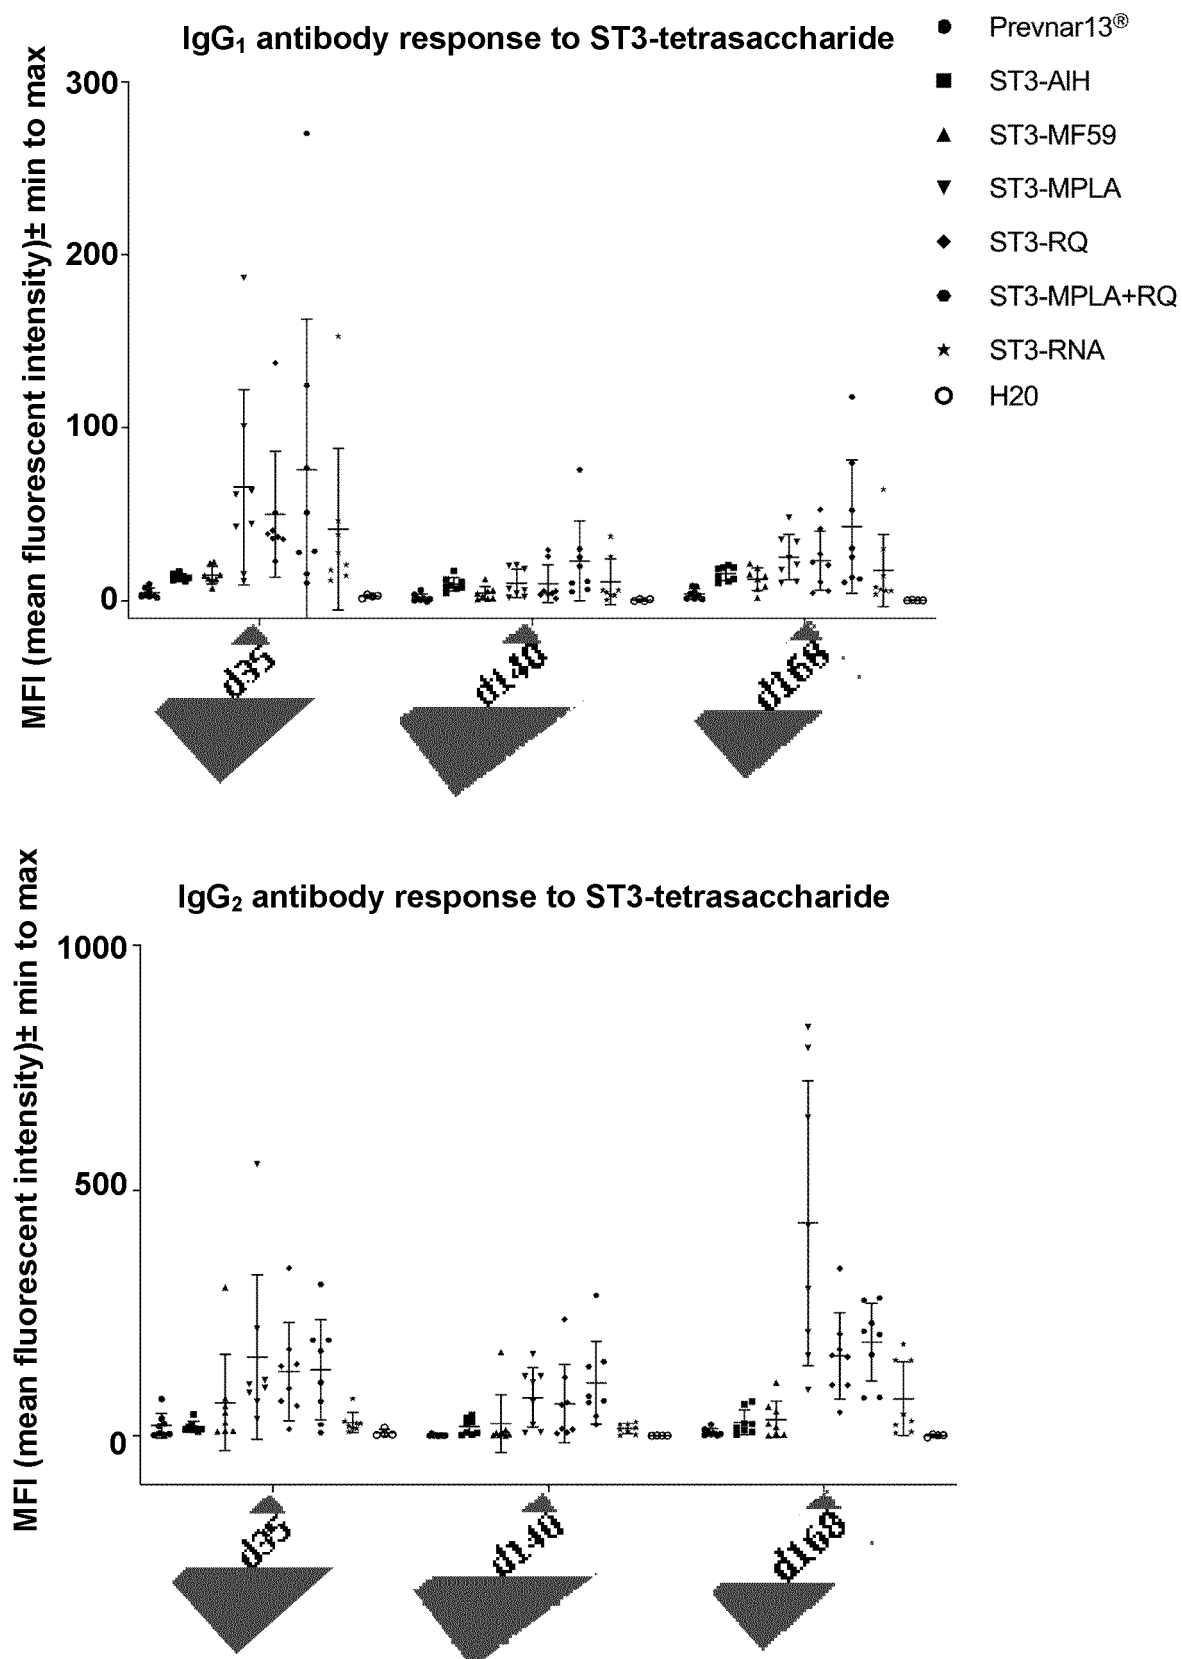 IgG₁ antibody response to ST3-tetrasaccharide
MFI (mean fluorescent intensity)± min to max
300
200
100
0
d35
d140
d168
Prevnar13®
ST3-AlH
ST3-MF59
ST3-MPLA
ST3-RQ
ST3-MPLA+RQ
ST3-RNA
H20
IgG₂ antibody response to ST3-tetrasaccharide
MFI (mean fluorescent intensity)± min to max
1000
500
0
d35
d140
d168